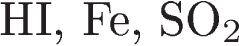 HI, Fe, SO₂